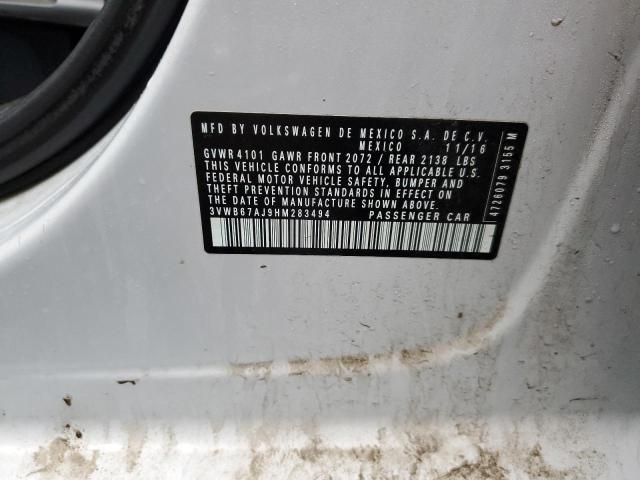 MFD BY VOLKSWAGEN DE MEXICO S.A. DE C.V.
MEXICO 11/16
GVWR 4101 GAWR FRONT 2072 / REAR 2138 LBS
THIS VEHICLE CONFORMS TO ALL APPLICABLE U.S.
FEDERAL MOTOR VEHICLE SAFETY, BUMPER AND
THEFT PREVENTION STANDARDS IN EFFECT ON
THE DATE OF MANUFACTURE SHOWN ABOVE.
3VWB67AJ9HM283494 PASSENGER CAR
4726079 3155 M